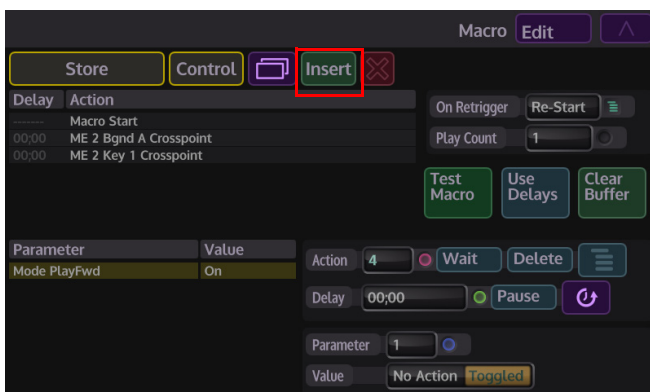 Macro Edit
Store Control Insert
Delay Action
------- Macro Start
00;00 ME 2 Bgnd A Crosspoint
00;00 ME 2 Key 1 Crosspoint
On Retrigger Re-Start
Play Count 1
Test Macro
Use Delays
Clear Buffer
Parameter Value
Mode PlayFwd On
Action 4 Wait Delete
Delay 00;00 Pause
Parameter 1
Value No Action Toggled